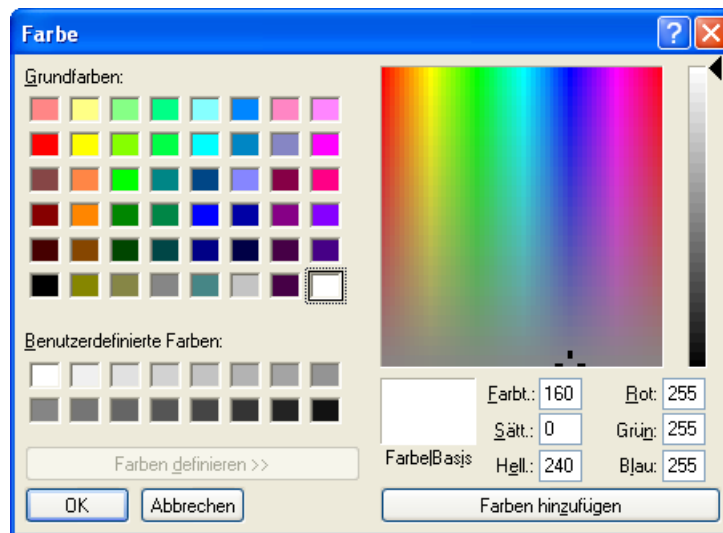 Farbe
Grundfarben:
Benutzerdefinierte Farben:
Farben definieren >>
OK Abbrechen
Farbe|Basis
Farbt.: 160 Rot: 255
Sätt.: 0 Grün: 255
Hell.: 240 Blau: 255
Farben hinzufügen